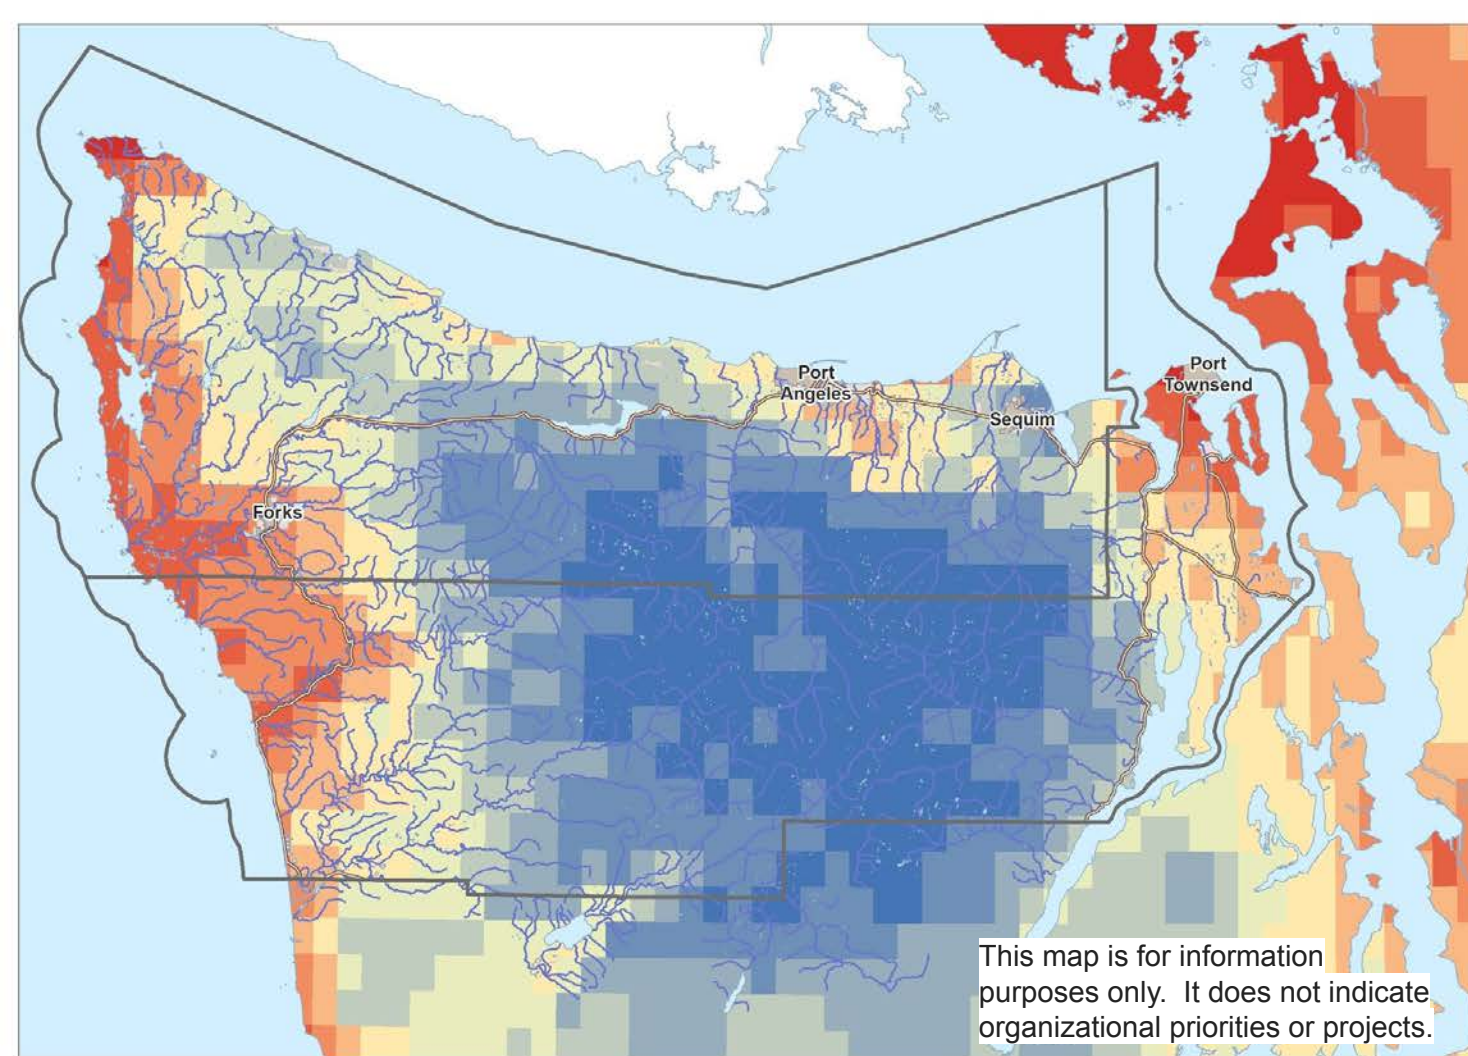 Port
Angeles
Port
Townsend
Sequim
Forks
This map is for information
purposes only.  It does not indicate
organizational priorities or projects.